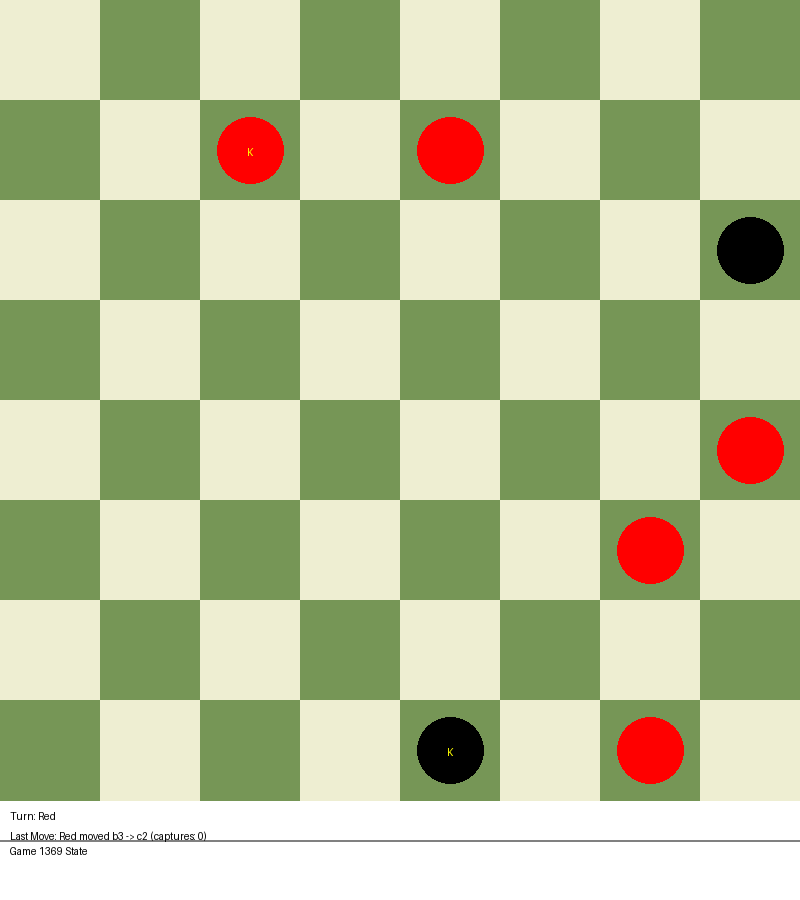 K
K
Turn: Red
Last Move: Red moved b3 -> c2 (captures: 0)
Game 1369 State